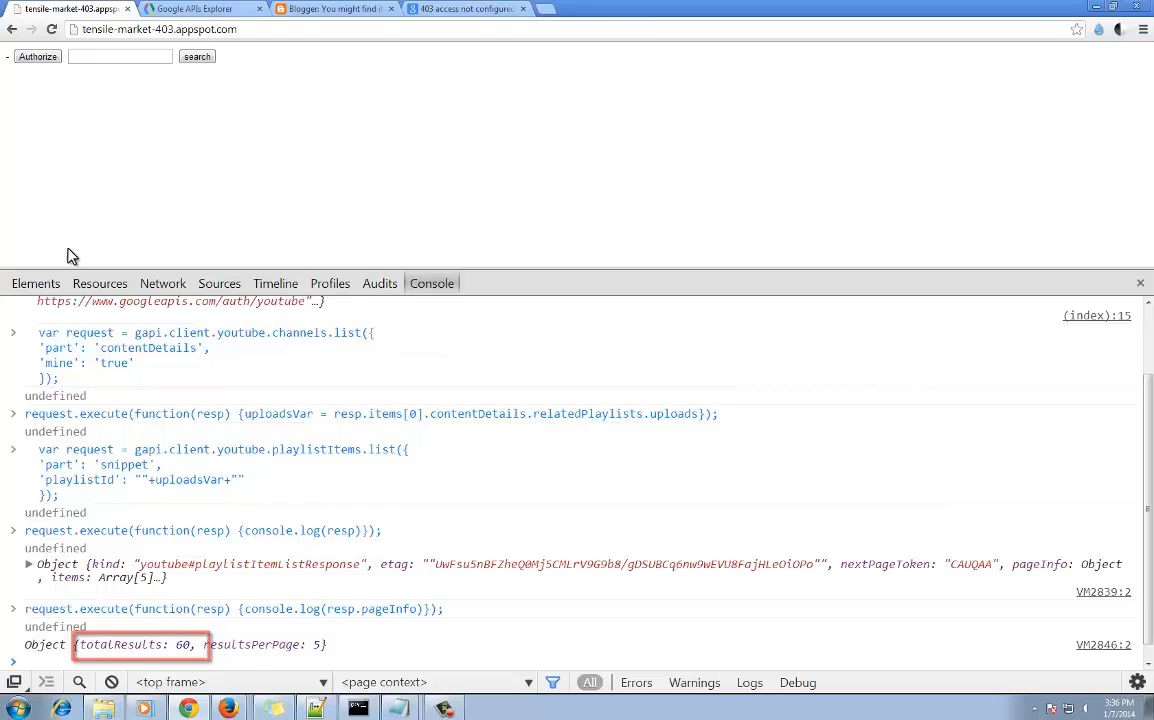 tensile-market-403.appspo
Google APIs Explorer
Blogger: You might find it
403 access not configured
tensile-market-403.appspot.com
- Authorize search
Elements Resources Network Sources Timeline Profiles Audits Console
https://www.googleapis.com/auth/youtube"…}
(index):15
var request = gapi.client.youtube.channels.list({
'part': 'contentDetails',
'mine': 'true'
});
undefined
request.execute(function(resp) {uploadsVar = resp.items[0].contentDetails.relatedPlaylists.uploads});
undefined
var request = gapi.client.youtube.playlistItems.list({
'part': 'snippet',
'playlistId': ""+uploadsVar+""
});
undefined
request.execute(function(resp) {console.log(resp)});
undefined
Object {kind: "youtube#playlistItemListResponse", etag: ""UwFsu5nBFZheQ0Mj5CMLrV9G9b8/gDSUBCq6nw9wEVU8FajHLeOiOPo"", nextPageToken: "CAUQAA", pageInfo: Object
, items: Array[5]…}
VM2839:2
request.execute(function(resp) {console.log(resp.pageInfo)});
undefined
Object {totalResults: 60, resultsPerPage: 5}
VM2846:2
<top frame> <page context> All Errors Warnings Logs Debug
3:36 PM
1/7/2014